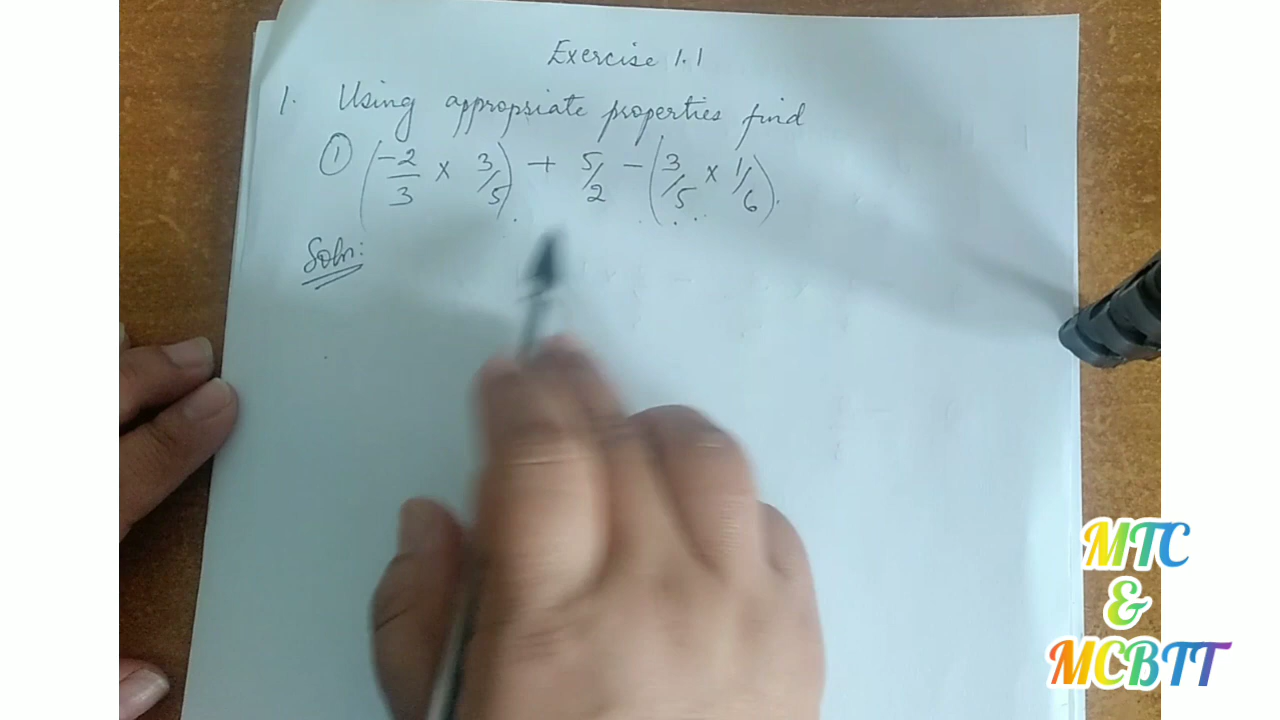 Exercise 1.1
1. Using appropriate properties find
① (-2/3 × 3/5) + 5/2 - (3/5 × 1/6).
Soln:
MTC
&
MCBTT